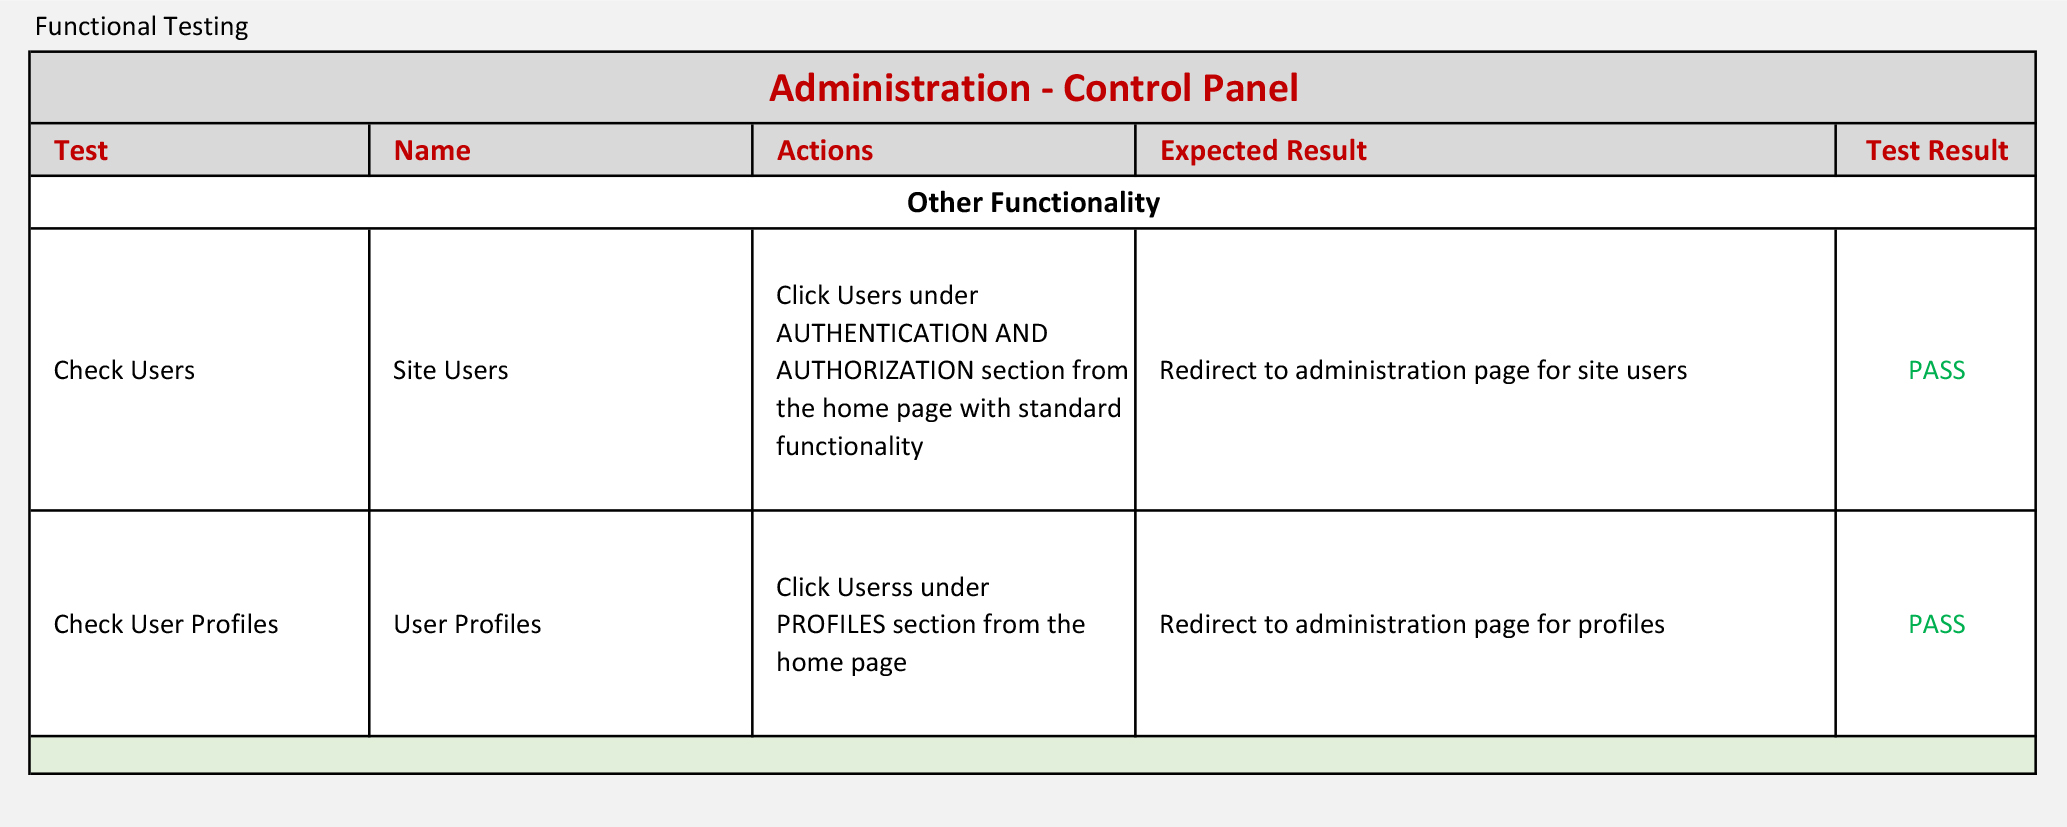 Functional Testing
Administration - Control Panel
Test Name Actions Expected Result Test Result
Other Functionality
Check Users
Site Users
Click Users under
AUTHENTICATION AND
AUTHORIZATION section from
the home page with standard
functionality
Redirect to administration page for site users
PASS
Check User Profiles
User Profiles
Click Userss under
PROFILES section from the
home page
Redirect to administration page for profiles
PASS